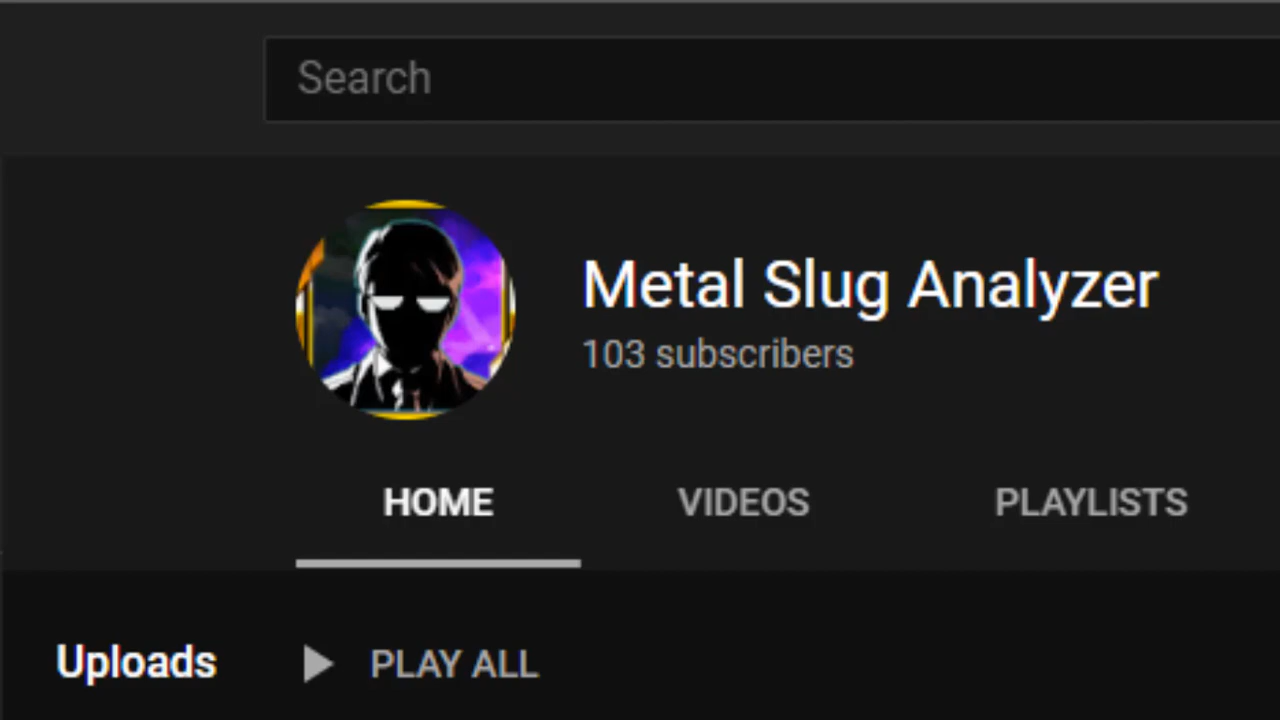 Search
Metal Slug Analyzer
103 subscribers
HOME VIDEOS PLAYLISTS
Uploads PLAY ALL